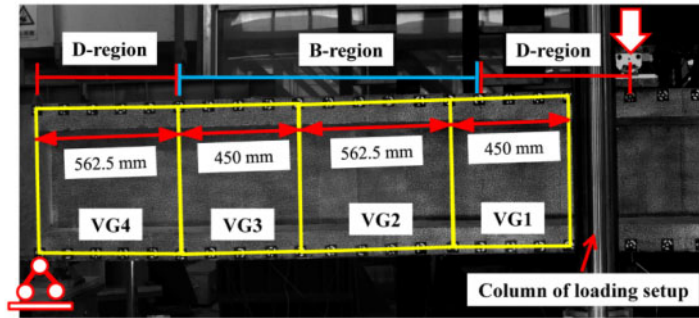 D-region
B-region
D-region
562.5 mm
450 mm
562.5 mm
450 mm
VG4
VG3
VG2
VG1
Column of loading setup